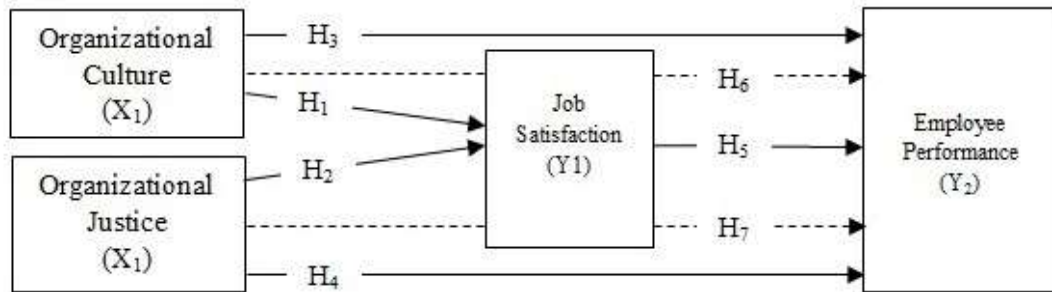 Organizational
Culture
(X₁)
Organizational
Justice
(X₁)
H₃
H₁
H₂
H₄
Job
Satisfaction
(Y1)
H₆
H₅
H₇
Employee
Performance
(Y₂)